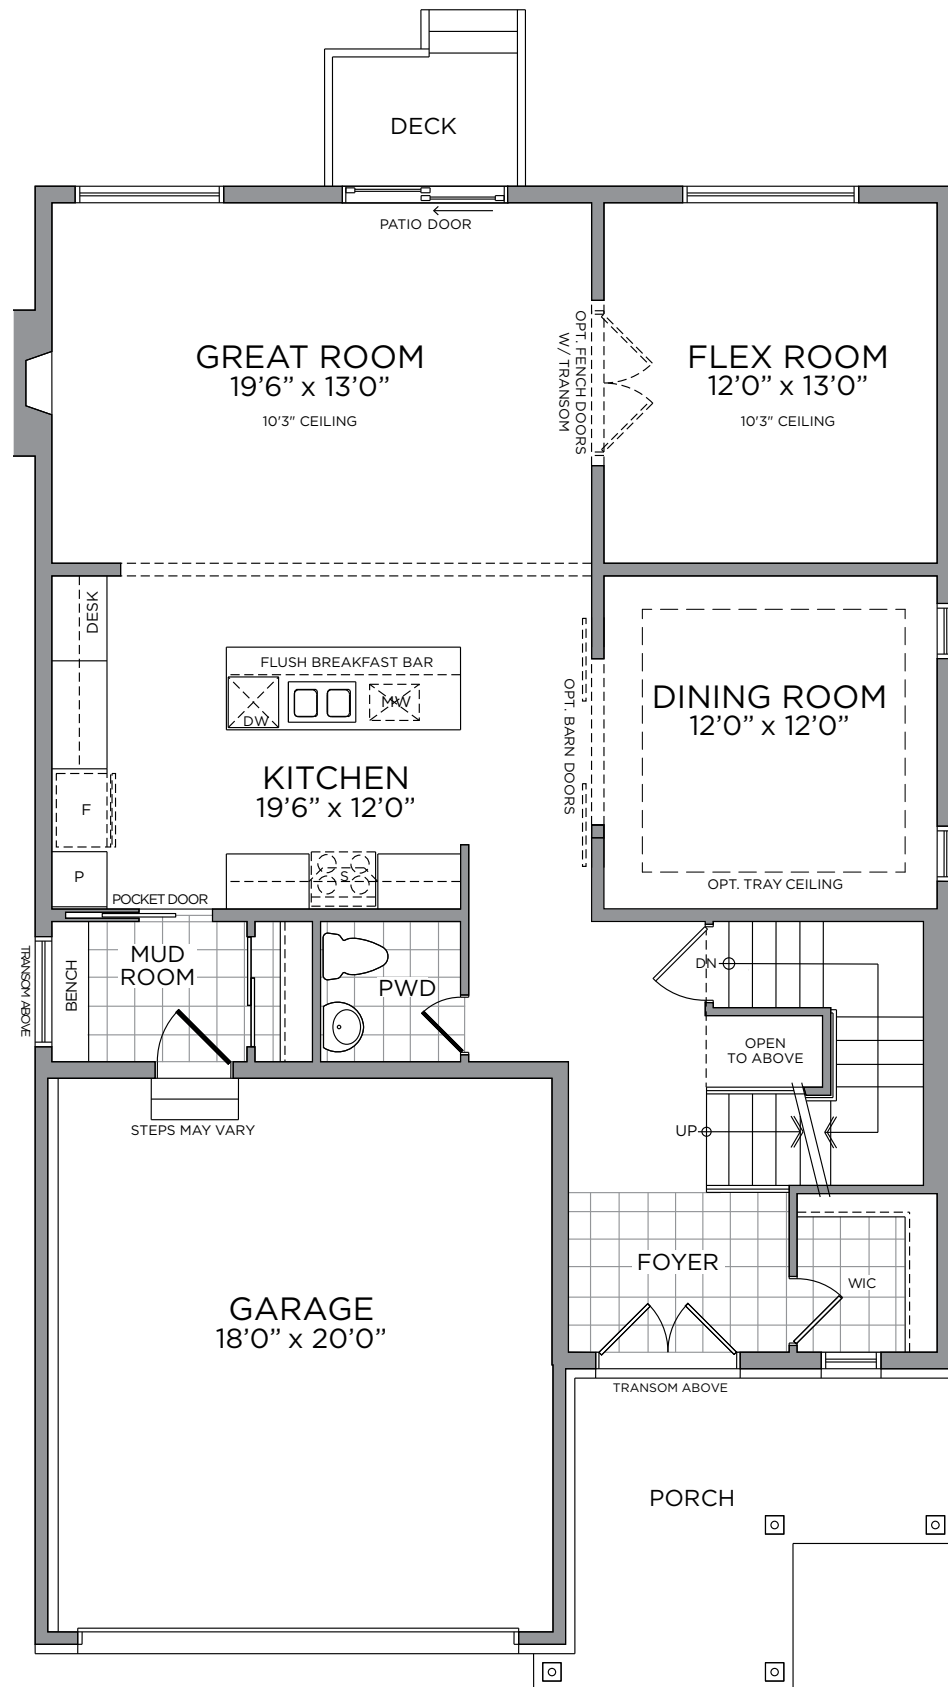 DECK
PATIO DOOR
GREAT ROOM
19'6” x 13'0”
10'3" CEILING
OPT. FENCH DOORS
W/ TRANSOM
FLEX ROOM
12'0” x 13'0”
10'3" CEILING
DESK
FLUSH BREAKFAST BAR
DW
MW
OPT. BARN DOORS
DINING ROOM
12'0” x 12'0”
KITCHEN
19'6” x 12'0”
F
P
S
OPT. TRAY CEILING
POCKET DOOR
TRANSOM ABOVE
BENCH
MUD
ROOM
PWD
DN
OPEN
TO ABOVE
UP
STEPS MAY VARY
FOYER
WIC
GARAGE
18'0” x 20'0”
TRANSOM ABOVE
PORCH